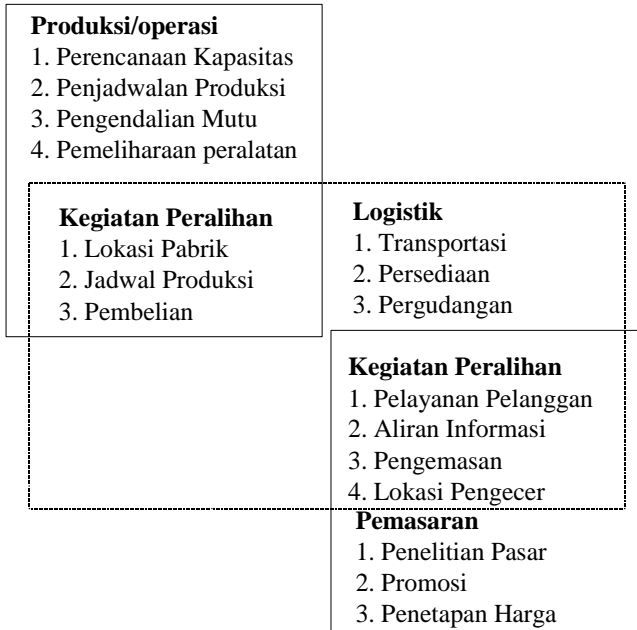 Produksi/operasi
1. Perencanaan Kapasitas
2. Penjadwalan Produksi
3. Pengendalian Mutu
4. Pemeliharaan peralatan
Kegiatan Peralihan
1. Lokasi Pabrik
2. Jadwal Produksi
3. Pembelian
Logistik
1. Transportasi
2. Persediaan
3. Pergudangan
Kegiatan Peralihan
1. Pelayanan Pelanggan
2. Aliran Informasi
3. Pengemasan
4. Lokasi Pengecer
Pemasaran
1. Penelitian Pasar
2. Promosi
3. Penetapan Harga